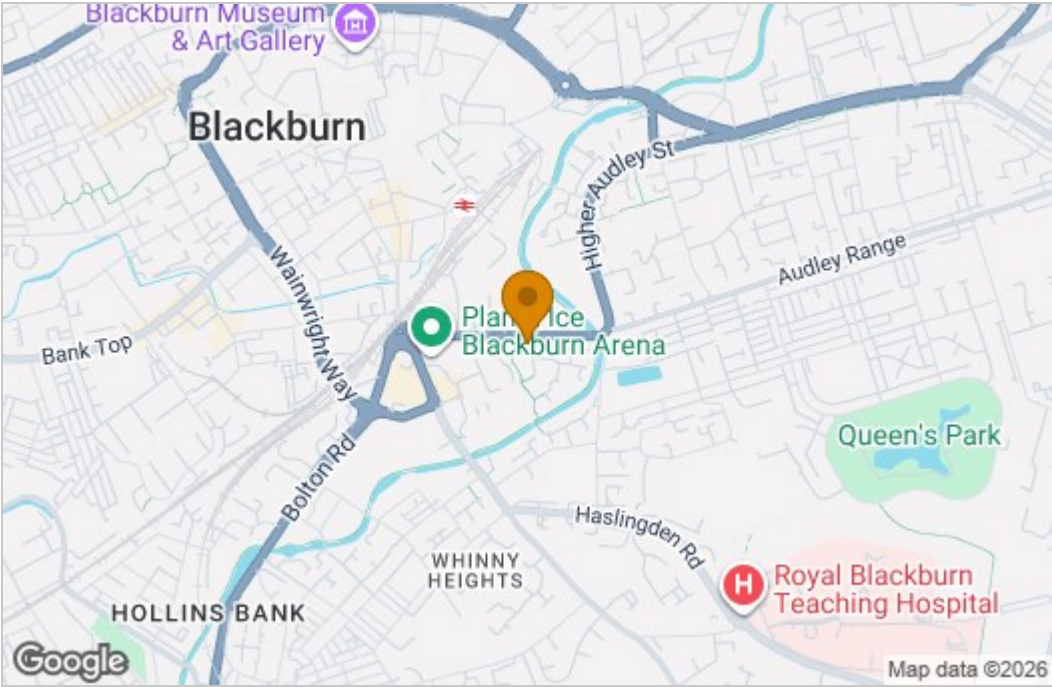 Blackburn Museum
& Art Gallery
Blackburn
Higher Audley St
Audley Range
Wainwright Way
Bank Top
Ice
Blackburn Arena
Queen's Park
Bolton Rd
Haslingden Rd
WHINNY
HEIGHTS
H
Royal Blackburn
Teaching Hospital
HOLLINS BANK
Google
Map data ©2026